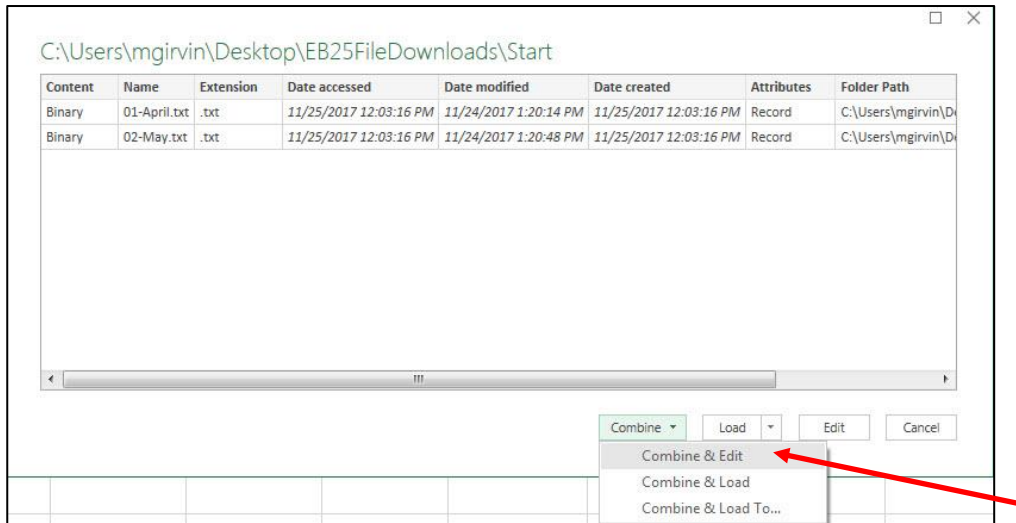 C:\Users\mgirvin\Desktop\EB25FileDownloads\Start
Content Name Extension Date accessed Date modified Date created Attributes Folder Path
Binary 01-April.txt .txt 11/25/2017 12:03:16 PM 11/24/2017 1:20:14 PM 11/25/2017 12:03:16 PM Record C:\Users\mgirvin\D
Binary 02-May.txt .txt 11/25/2017 12:03:16 PM 11/24/2017 1:20:48 PM 11/25/2017 12:03:16 PM Record C:\Users\mgirvin\D
Combine Load Edit Cancel
Combine & Edit
Combine & Load
Combine & Load To...